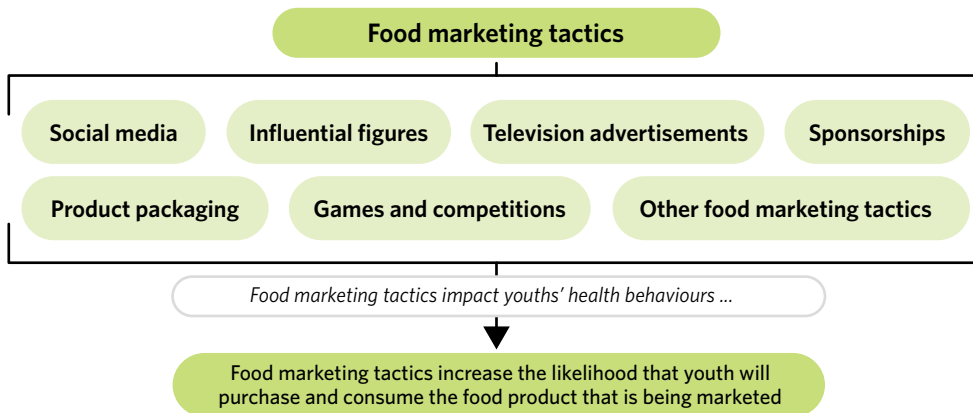 Food marketing tactics
Social media
Influential figures
Television advertisements
Sponsorships
Product packaging
Games and competitions
Other food marketing tactics
Food marketing tactics impact youths’ health behaviours ...
Food marketing tactics increase the likelihood that youth will
purchase and consume the food product that is being marketed